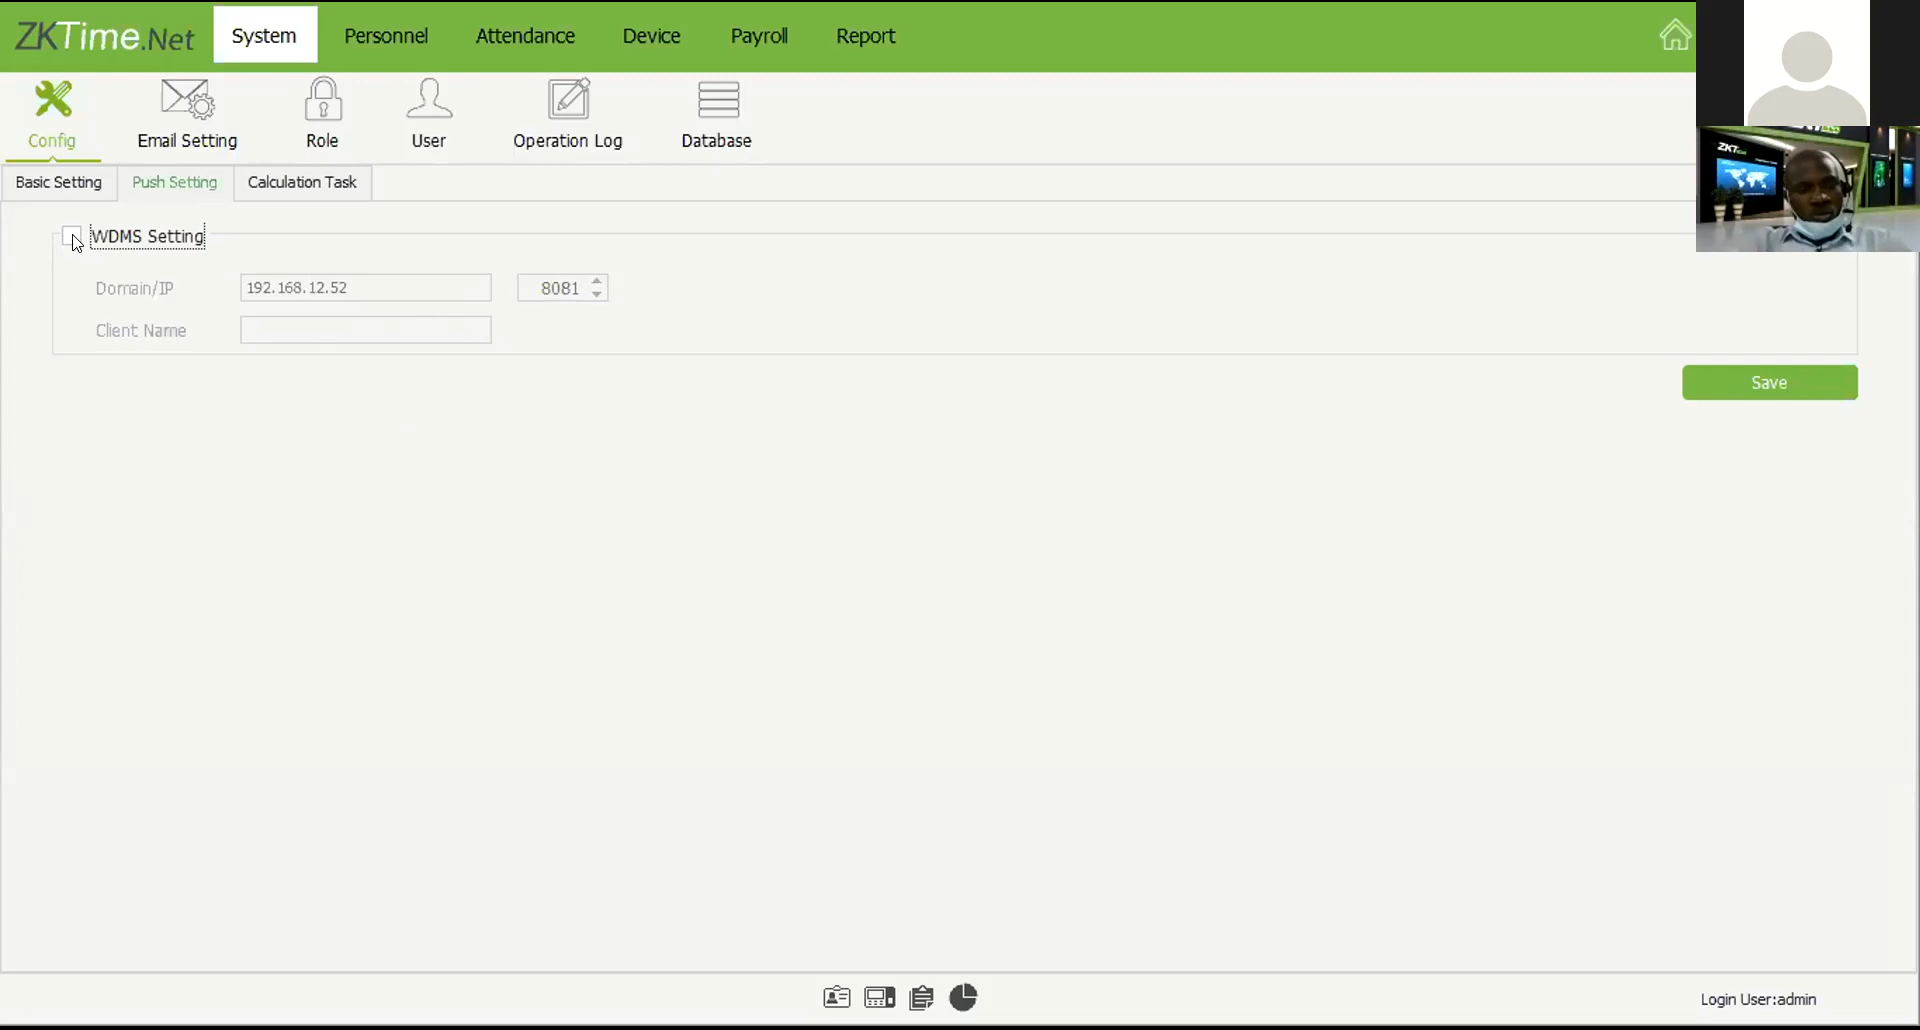 ZKTime.Net System Personnel Attendance Device Payroll Report
Config Email Setting Role User Operation Log Database
Basic Setting Push Setting Calculation Task
WDMS Setting
Domain/IP 192.168.12.52 8081
Client Name
Save
Login User:admin